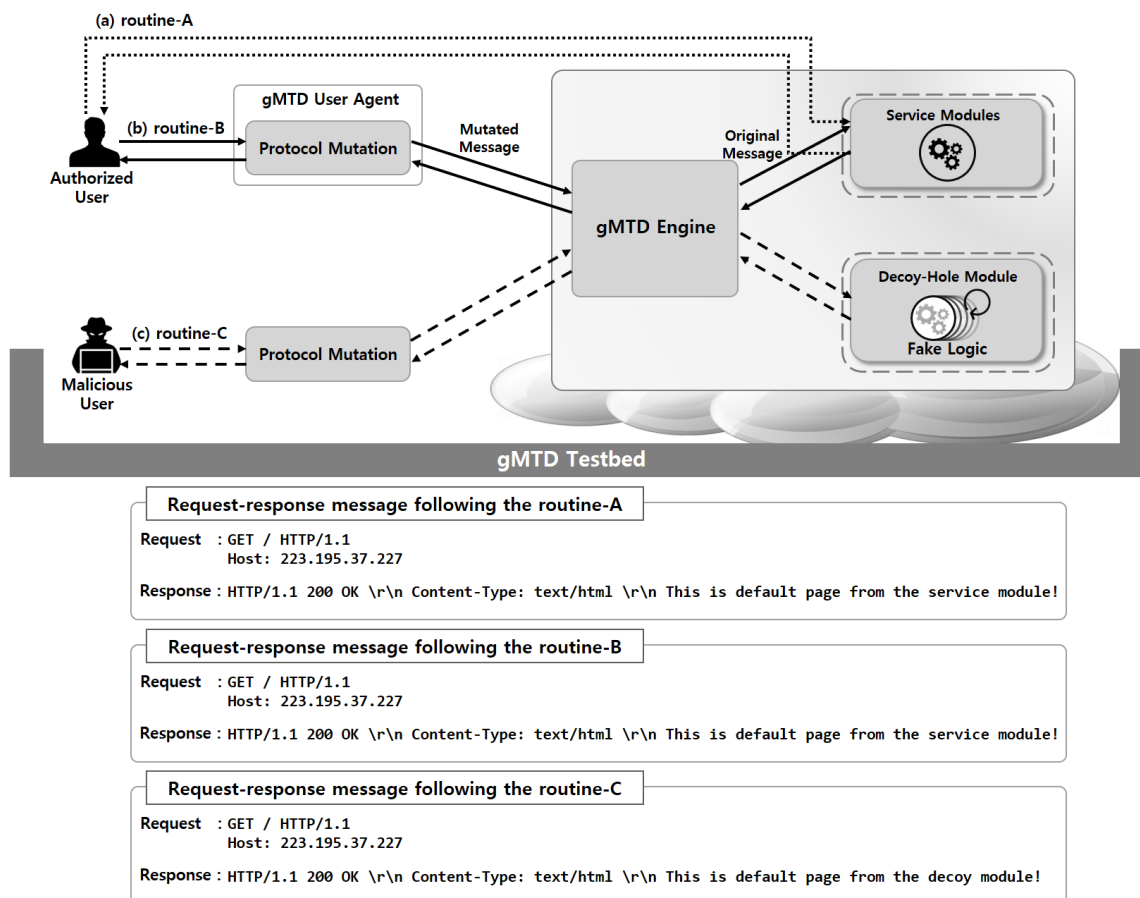 (a) routine-A
gMTD User Agent
(b) routine-B
Protocol Mutation
Authorized
User
Mutated
Message
Original
Message
Service Modules
gMTD Engine
Decoy-Hole Module
Fake Logic
(c) routine-C
Protocol Mutation
Malicious
User
gMTD Testbed
Request-response message following the routine-A
Request : GET / HTTP/1.1
Host: 223.195.37.227
Response : HTTP/1.1 200 OK \r\n Content-Type: text/html \r\n This is default page from the service module!
Request-response message following the routine-B
Request : GET / HTTP/1.1
Host: 223.195.37.227
Response : HTTP/1.1 200 OK \r\n Content-Type: text/html \r\n This is default page from the service module!
Request-response message following the routine-C
Request : GET / HTTP/1.1
Host: 223.195.37.227
Response : HTTP/1.1 200 OK \r\n Content-Type: text/html \r\n This is default page from the decoy module!